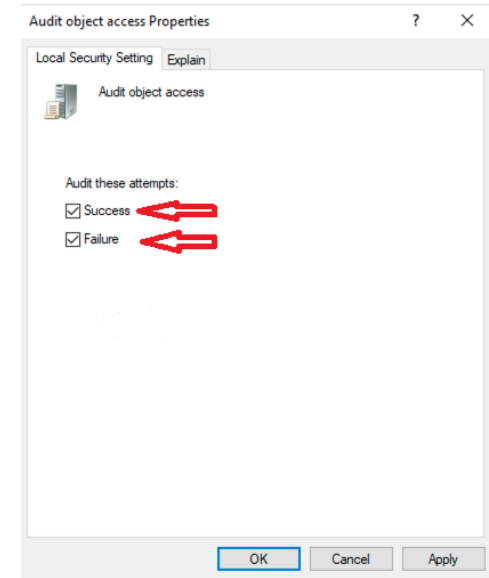 Audit object access Properties ? ×
Local Security Setting Explain
Audit object access
Audit these attempts:
Success
Failure
OK Cancel Apply